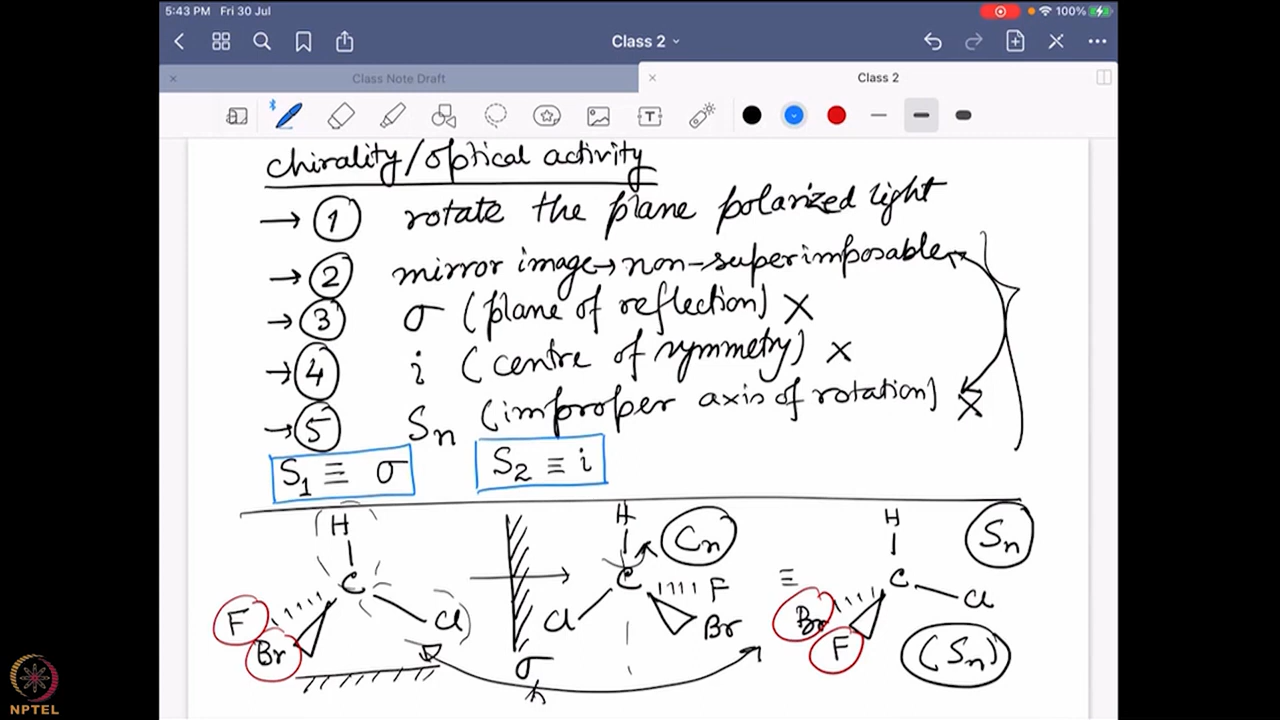 5:43 PM Fri 30 Jul
100%
Class 2
Class Note Draft
Class 2
chirality/optical activity
→ 1 rotate the plane polarized light
→ 2 mirror image → non-superimposable
→ 3 σ (plane of reflection) X
→ 4 i (centre of symmetry) X
→ 5 Sn (improper axis of rotation) X
S1 ≡ σ S2 ≡ i
H H Cn H Sn
C C ≡ C
F Cl F Br Cl
Br Cl Br F (Sn)
σ
NPTEL